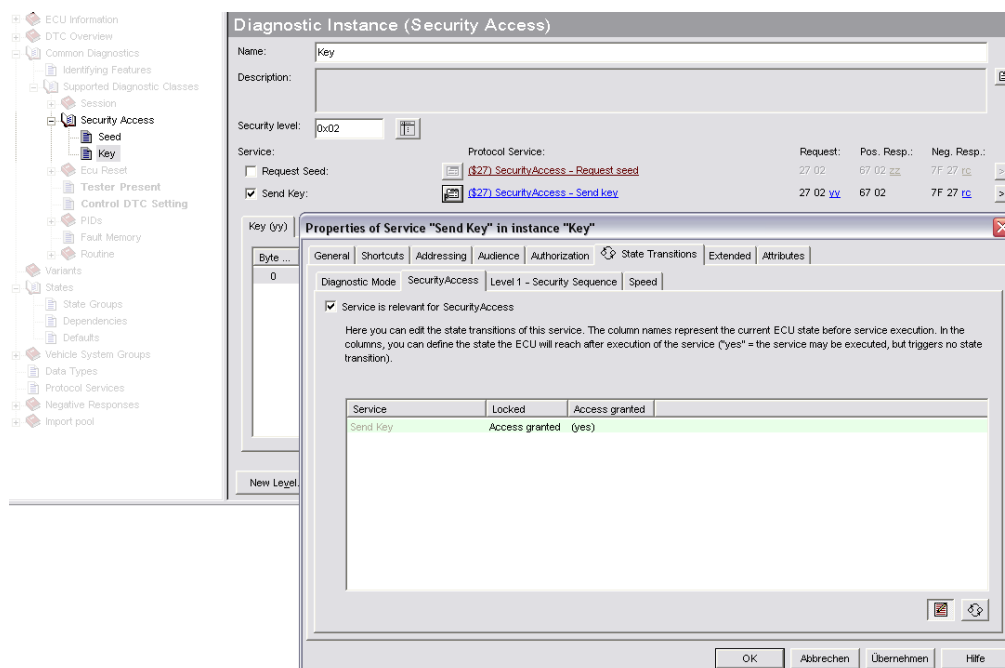 ECU Information
DTC Overview
Common Diagnostics
Identifying Features
Supported Diagnostic Classes
Session
Security Access
Seed
Key
Ecu Reset
Tester Present
Control DTC Setting
PIDs
Fault Memory
Routine
Variants
States
State Groups
Dependencies
Defaults
Vehicle System Groups
Data Types
Protocol Services
Negative Responses
Import pool
Diagnostic Instance (Security Access)
Name: Key
Description:
Security level: 0x02
Service: Protocol Service: Request: Pos. Resp.: Neg. Resp.:
Request Seed: ($27) SecurityAccess - Request seed 27 02 67 02 zz 7F 27 rc >
Send Key: ($27) SecurityAccess - Send key 27 02 yy 67 02 7F 27 rc >
Key (yy)
Byte ...
0
New Level.
Properties of Service "Send Key" in instance "Key"
General Shortcuts Addressing Audience Authorization State Transitions Extended Attributes
Diagnostic Mode SecurityAccess Level 1 - Security Sequence Speed
Service is relevant for SecurityAccess
Here you can edit the state transitions of this service. The column names represent the current ECU state before service execution. In the
columns, you can define the state the ECU will reach after execution of the service ("yes" = the service may be executed, but triggers no state
transition).
Service Locked Access granted
Send Key Access granted (yes)
OK Abbrechen Übernehmen Hilfe